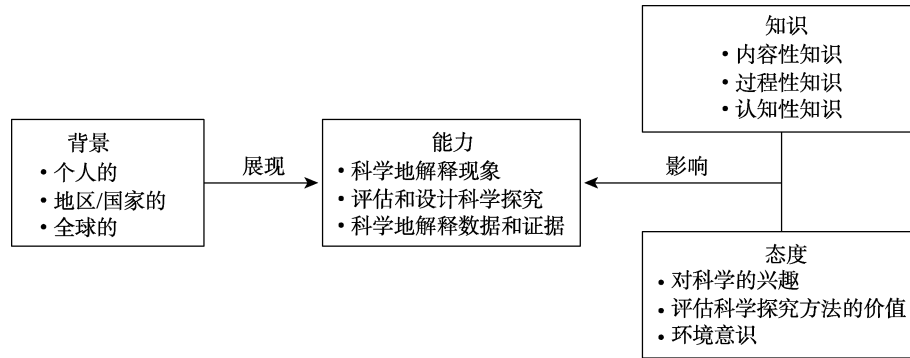 知识
• 内容性知识
• 过程性知识
• 认知性知识
背景
• 个人的
• 地区/国家的
• 全球的
展现
能力
• 科学地解释现象
• 评估和设计科学探究
• 科学地解释数据和证据
影响
态度
• 对科学的兴趣
• 评估科学探究方法的价值
• 环境意识